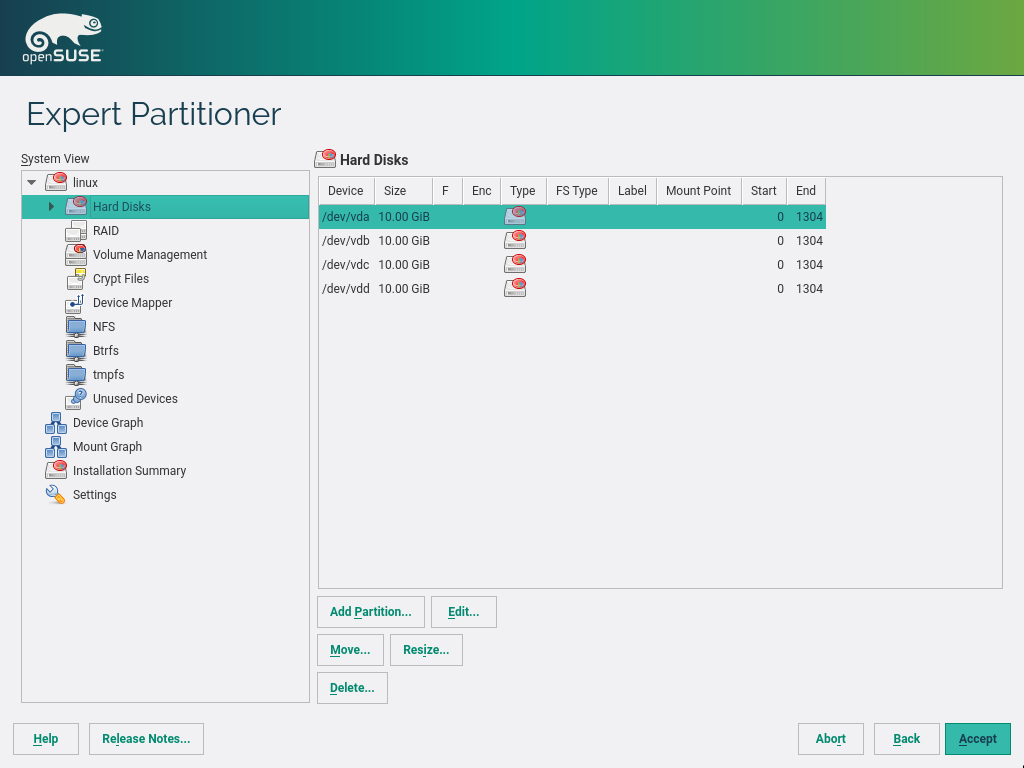 openSUSE
Expert Partitioner
System View
linux
Hard Disks
RAID
Volume Management
Crypt Files
Device Mapper
NFS
Btrfs
tmpfs
Unused Devices
Device Graph
Mount Graph
Installation Summary
Settings
Hard Disks
Device Size F Enc Type FS Type Label Mount Point Start End
/dev/vda 10.00 GiB 0 1304
/dev/vdb 10.00 GiB 0 1304
/dev/vdc 10.00 GiB 0 1304
/dev/vdd 10.00 GiB 0 1304
Add Partition... Edit...
Move... Resize...
Delete...
Help Release Notes... Abort Back Accept